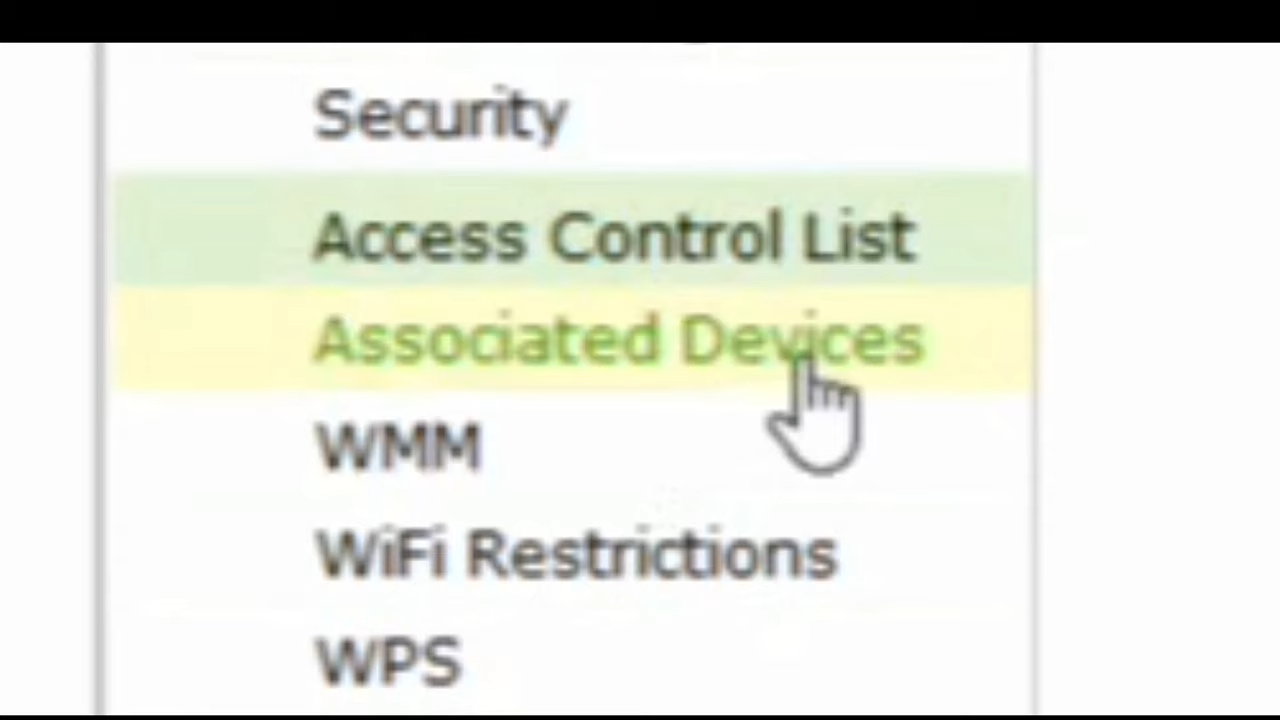 Security
Access Control List
Associated Devices
WMM
WiFi Restrictions
WPS